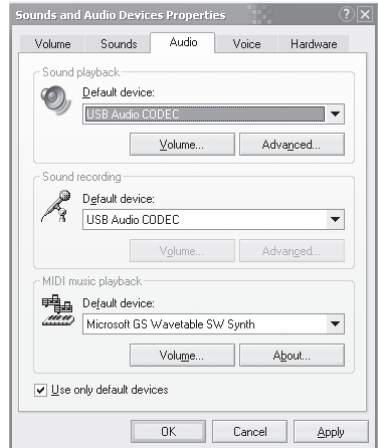 Sounds and Audio Devices Properties
Volume Sounds Audio Voice Hardware
Sound playback
Default device:
USB Audio CODEC
Volume... Advanced...
Sound recording
Default device:
USB Audio CODEC
Volume... Advanced...
MIDI music playback
Default device:
Microsoft GS Wavetable SW Synth
Volume... About...
Use only default devices
OK Cancel Apply